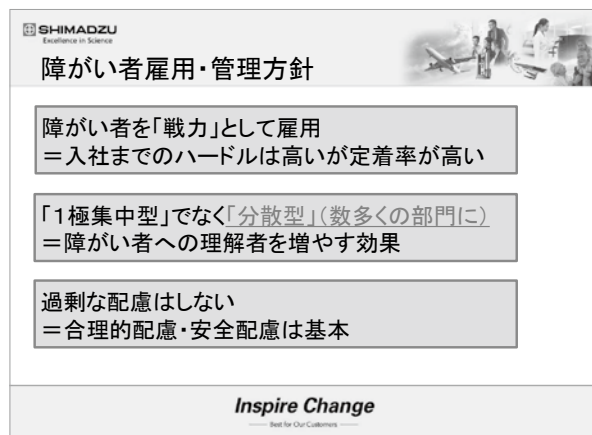 SHIMADZU
Excellence in Science
障がい者雇用・管理方針
障がい者を「戦力」として雇用
＝入社までのハードルは高いが定着率が高い
「１極集中型」でなく「分散型」（数多くの部門に）
＝障がい者への理解者を増やす効果
過剰な配慮はしない
＝合理的配慮・安全配慮は基本
Inspire Change
Best for Our Customers